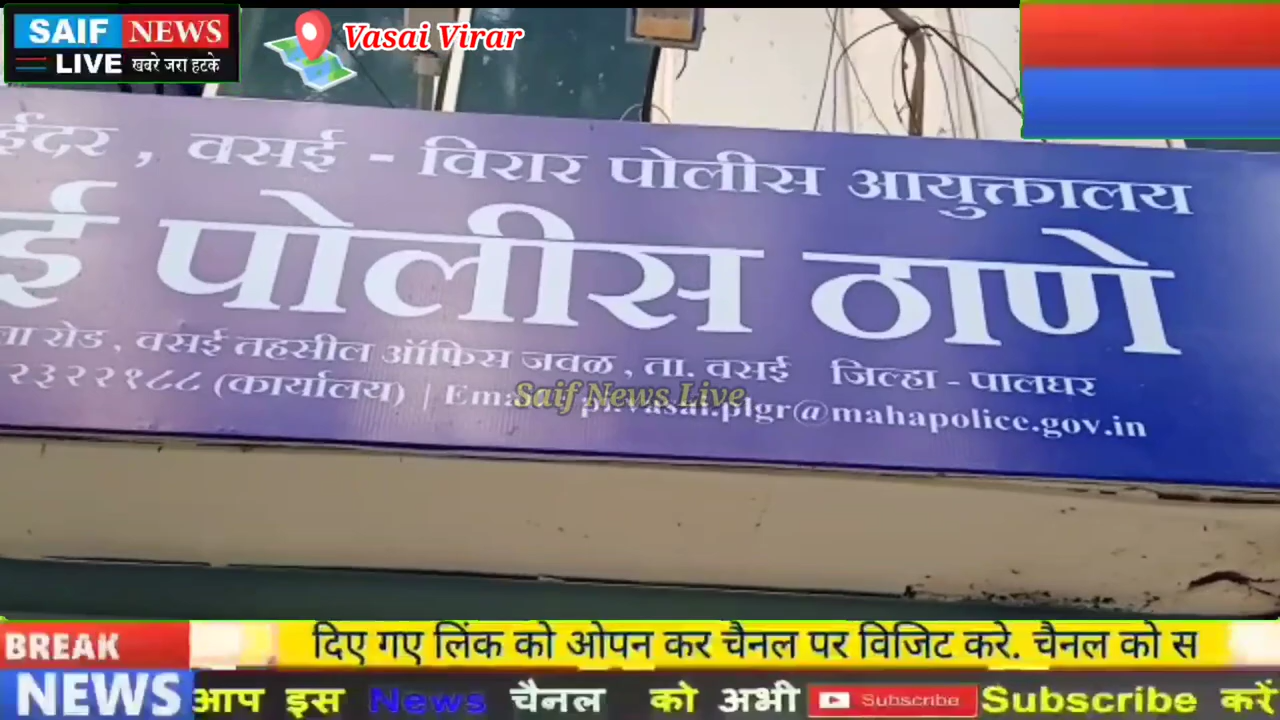 SAIF NEWS
LIVE खबरे जरा हटके
Vasai Virar
ईंदर , वसई - विरार पोलीस आयुक्तालय
ई पोलीस ठाणे
ला रोड , वसई तहसील ऑफिस जवळ , ता. वसई जिल्हा - पालघर
२३२२१८८ (कार्यालय) | Email : pi.vasai.plgr@mahapolice.gov.in
Saif News Live
BREAK
NEWS
दिए गए लिंक को ओपन कर चैनल पर विजिट करे. चैनल को स
आप इस News चैनल को अभी Subscribe Subscribe करें